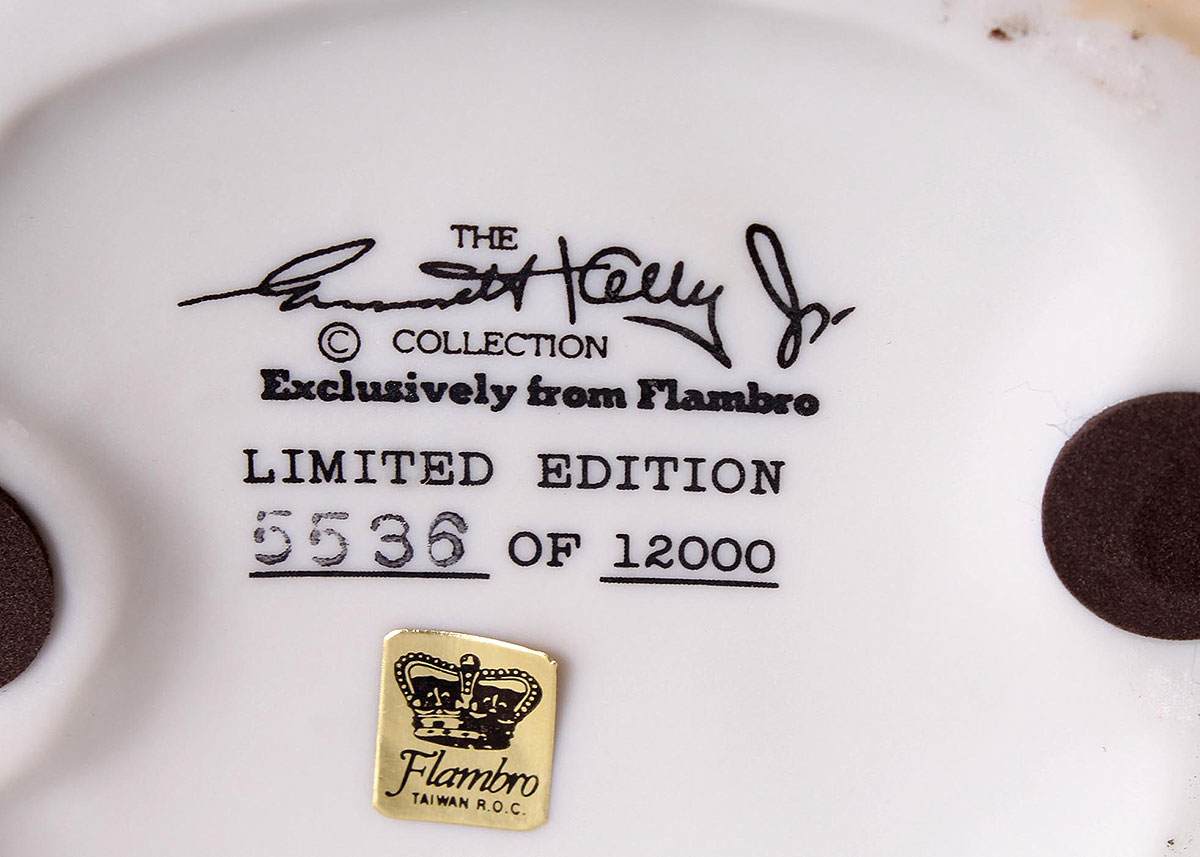 THE
Emmett Kelly Jr.
© COLLECTION
Exclusively from Flambro
LIMITED EDITION
5536 OF 12000
Flambro
TAIWAN R.O.C.